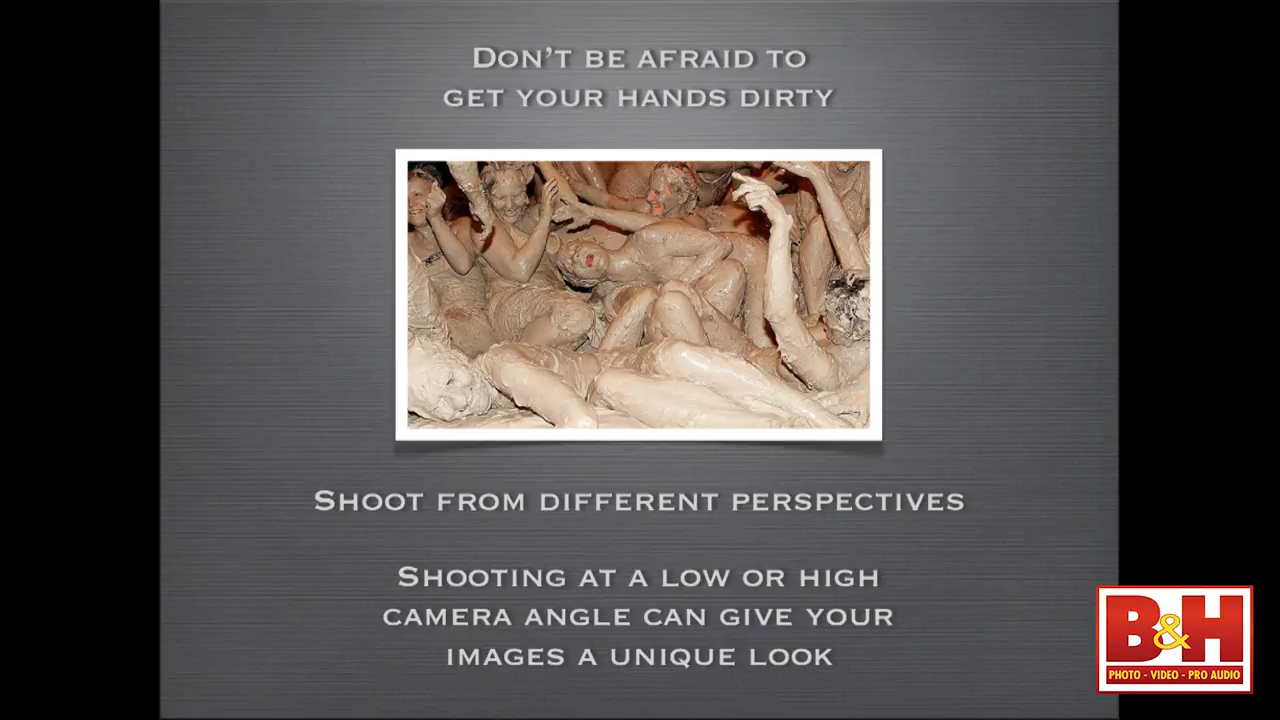 Don't be afraid to
get your hands dirty
Shoot from different perspectives
Shooting at a low or high
camera angle can give your
images a unique look
B&H
PHOTO - VIDEO - PRO AUDIO